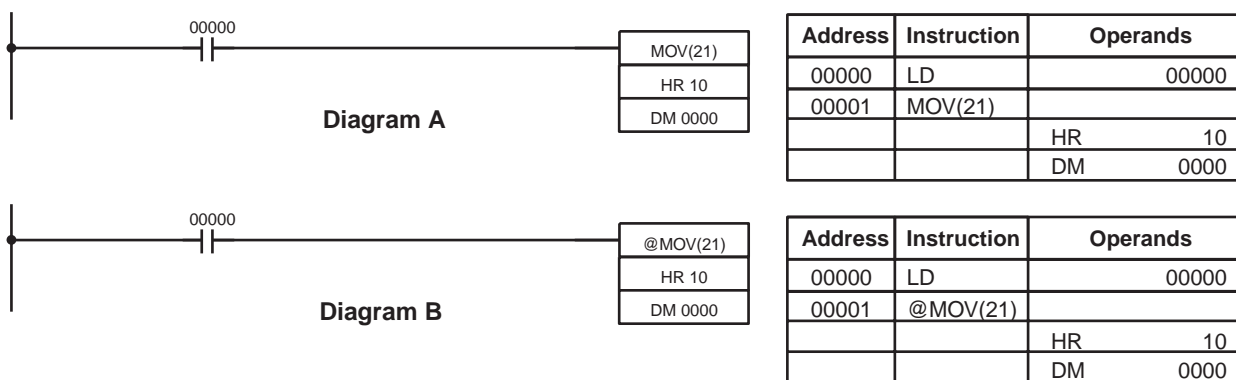 00000
MOV(21)
HR 10
DM 0000
Diagram A
Address Instruction Operands
00000 LD 00000
00001 MOV(21)
HR 10
DM 0000
00000
@MOV(21)
HR 10
DM 0000
Diagram B
Address Instruction Operands
00000 LD 00000
00001 @MOV(21)
HR 10
DM 0000